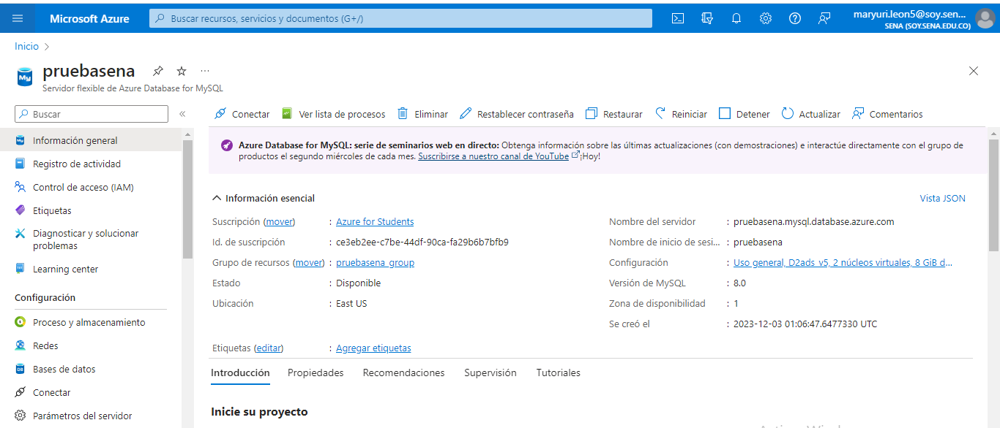 Microsoft Azure
Buscar recursos, servicios y documentos (G+/)
maryuri.leon5@soy.sen...
SENA (SOY.SENA.EDU.CO)
Inicio
My
pruebasena
Servidor flexible de Azure Database for MySQL
Buscar
Información general
Registro de actividad
Control de acceso (IAM)
Etiquetas
Diagnosticar y solucionar
problemas
Learning center
Configuración
Proceso y almacenamiento
Redes
Bases de datos
Conectar
Parámetros del servidor
Conectar
Ver lista de procesos
Eliminar
Restablecer contraseña
Restaurar
Reiniciar
Detener
Actualizar
Comentarios
Azure Database for MySQL: serie de seminarios web en directo: Obtenga información sobre las últimas actualizaciones (con demostraciones) e interactúe directamente con el grupo de
productos el segundo miércoles de cada mes. Suscribirse a nuestro canal de YouTube ¡Hoy!
Información esencial
Vista JSON
Suscripción (mover) : Azure for Students
Id. de suscripción : ce3eb2ee-c7be-44df-90ca-fa29b6b7bfb9
Grupo de recursos (mover) : pruebasena_group
Estado : Disponible
Ubicación : East US
Nombre del servidor : pruebasena.mysql.database.azure.com
Nombre de inicio de sesi... : pruebasena
Configuración : Uso general, D2ads_v5, 2 núcleos virtuales, 8 GiB d...
Versión de MySQL : 8.0
Zona de disponibilidad : 1
Se creó el : 2023-12-03 01:06:47.6477330 UTC
Etiquetas (editar) : Agregar etiquetas
Introducción
Propiedades
Recomendaciones
Supervisión
Tutoriales
Inicie su proyecto